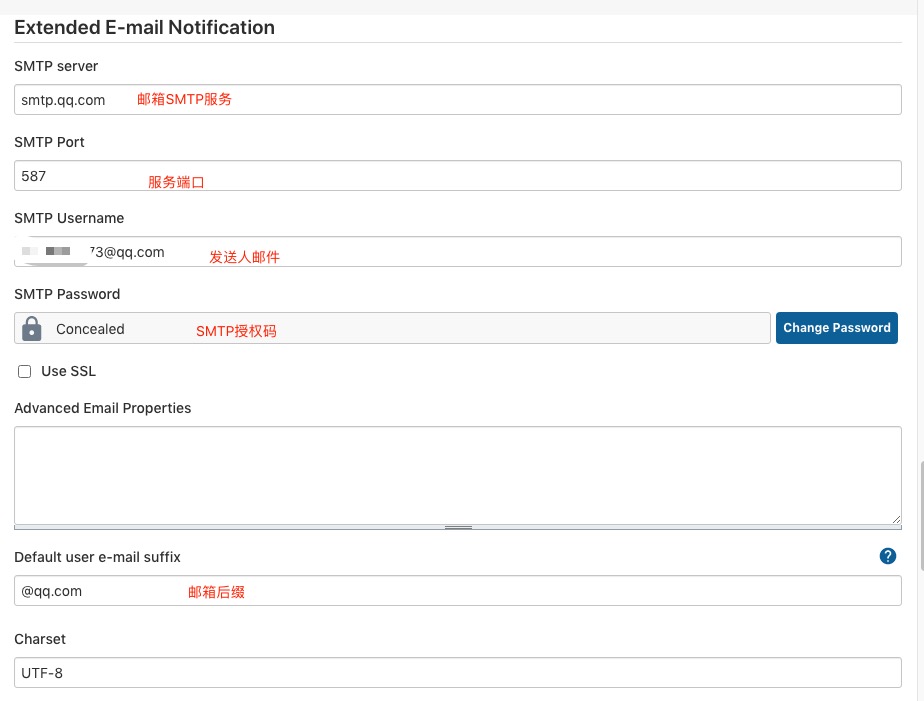 Extended E-mail Notification
SMTP server
smtp.qq.com 邮箱SMTP服务
SMTP Port
587 服务端口
SMTP Username
73@qq.com 发送人邮件
SMTP Password
Concealed SMTP授权码 Change Password
Use SSL
Advanced Email Properties
Default user e-mail suffix ?
@qq.com 邮箱后缀
Charset
UTF-8